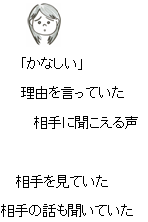 「かなしい」
理由を言っていた
相手に聞こえる声
相手を見ていた
相手の話も聞いていた